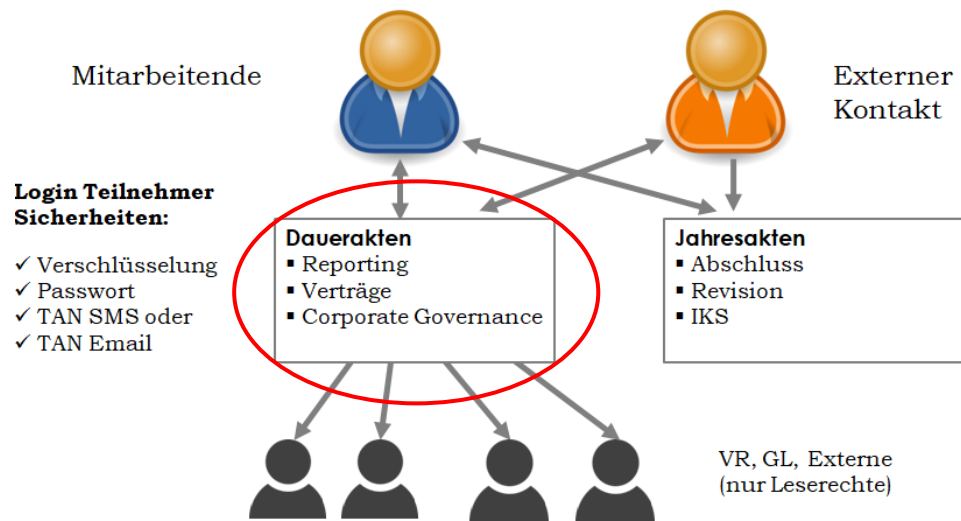 Mitarbeitende
Externer
Kontakt
Login Teilnehmer
Sicherheiten:
✓ Verschlüsselung
✓ Passwort
✓ TAN SMS oder
✓ TAN Email
Dauerakten
▪ Reporting
▪ Verträge
▪ Corporate Governance
Jahresakten
▪ Abschluss
▪ Revision
▪ IKS
VR, GL, Externe
(nur Leserechte)